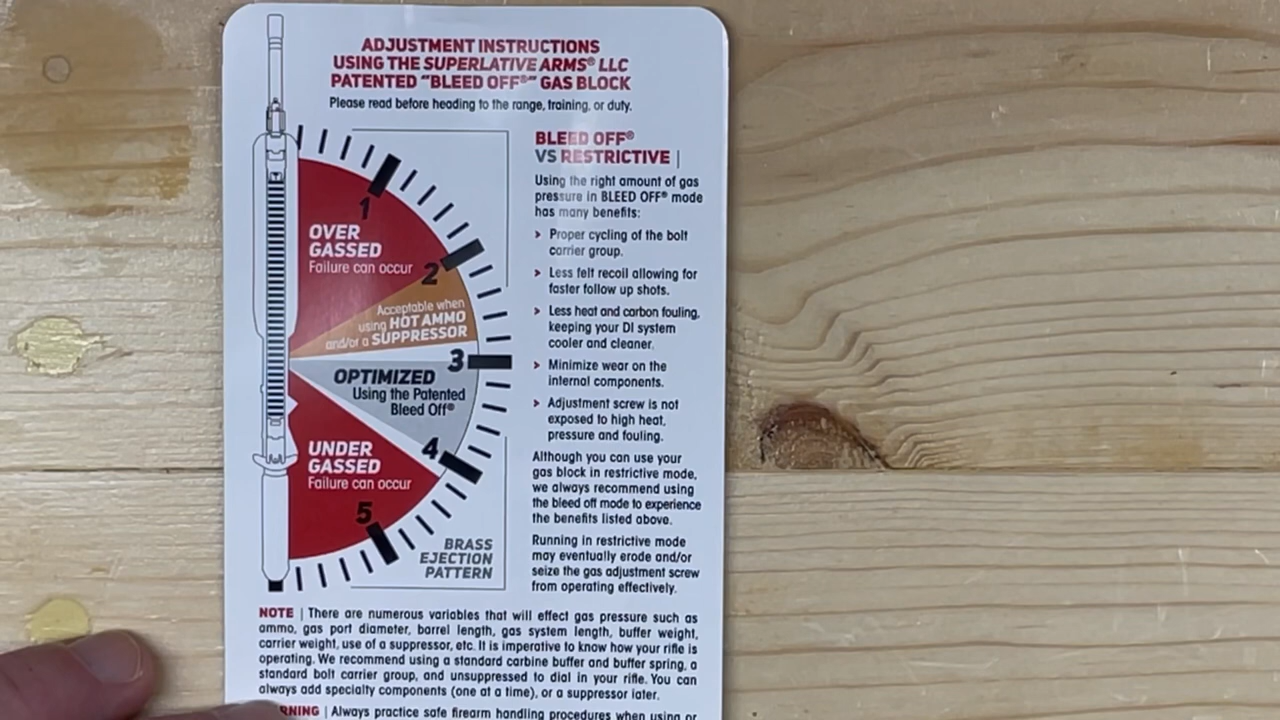 ADJUSTMENT INSTRUCTIONS
USING THE SUPERLATIVE ARMS® LLC
PATENTED "BLEED OFF®" GAS BLOCK
Please read before heading to the range, training, or duty.
1
OVER
GASSED
Failure can occur
2
Acceptable when
using HOT AMMO
and/or a SUPPRESSOR
3
OPTIMIZED
Using the Patented
Bleed Off®
4
UNDER
GASSED
Failure can occur
5
BRASS
EJECTION
PATTERN
BLEED OFF®
VS RESTRICTIVE |
Using the right amount of gas
pressure in BLEED OFF® mode
has many benefits:
> Proper cycling of the bolt
carrier group.
> Less felt recoil allowing for
faster follow up shots.
> Less heat and carbon fouling,
keeping your DI system
cooler and cleaner.
> Minimize wear on the
internal components.
> Adjustment screw is not
exposed to high heat,
pressure and fouling.
Although you can use your
gas block in restrictive mode,
we always recommend using
the bleed off mode to experience
the benefits listed above.
Running in restrictive mode
may eventually erode and/or
seize the gas adjustment screw
from operating effectively.
NOTE | There are numerous variables that will effect gas pressure such as
ammo, gas port diameter, barrel length, gas system length, buffer weight,
carrier weight, use of a suppressor, etc. It is imperative to know how your rifle is
operating. We recommend using a standard carbine buffer and buffer spring, a
standard bolt carrier group, and unsuppressed to dial in your rifle. You can
always add specialty components (one at a time), or a suppressor later.
RNING | Always practice safe firearm handling procedures when using or